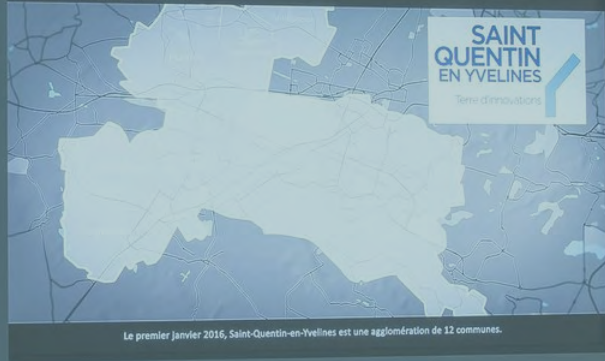 SAINT
QUENTIN
EN YVELINES
Terre d'innovations
Le premier janvier 2016, Saint-Quentin-en-Yvelines est une agglomération de 12 communes.